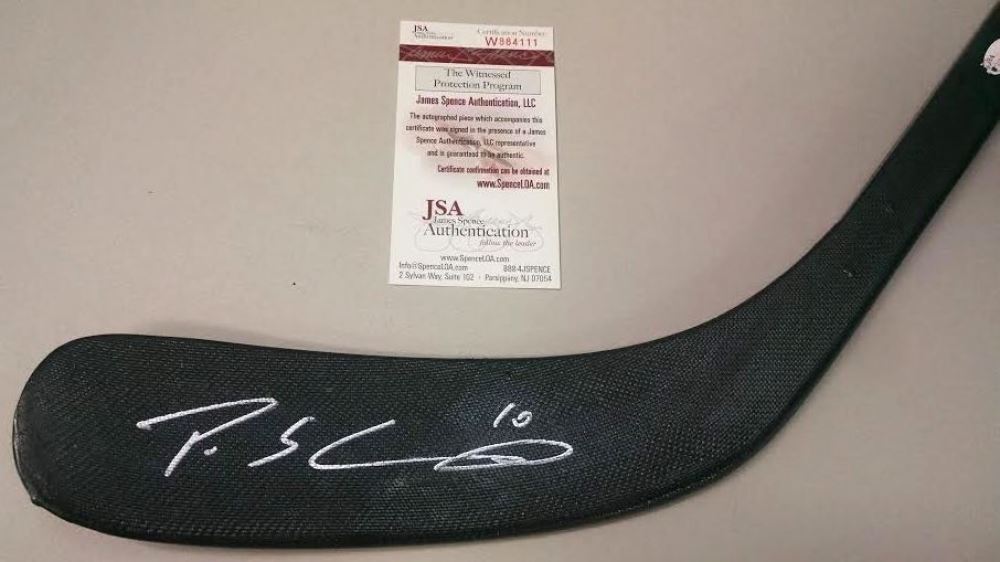 JSA
Certification Number
W884111
The Witnessed
Protection Program
James Spence Authentication, LLC
The autographed piece which accompanies this
certificate was signed in the presence of a James
Spence Authentication, LLC representative
and is guaranteed to be authentic.
Certificate confirmation can be obtained at
www.SpenceLOA.com
JSA
James Spence
Authentication
follow the leader
www.SpenceLOA.com
Info@SpenceLOA.com 888-4JSPENCE
2 Sylvan Way, Suite 102 · Parsippany, NJ 07054
10